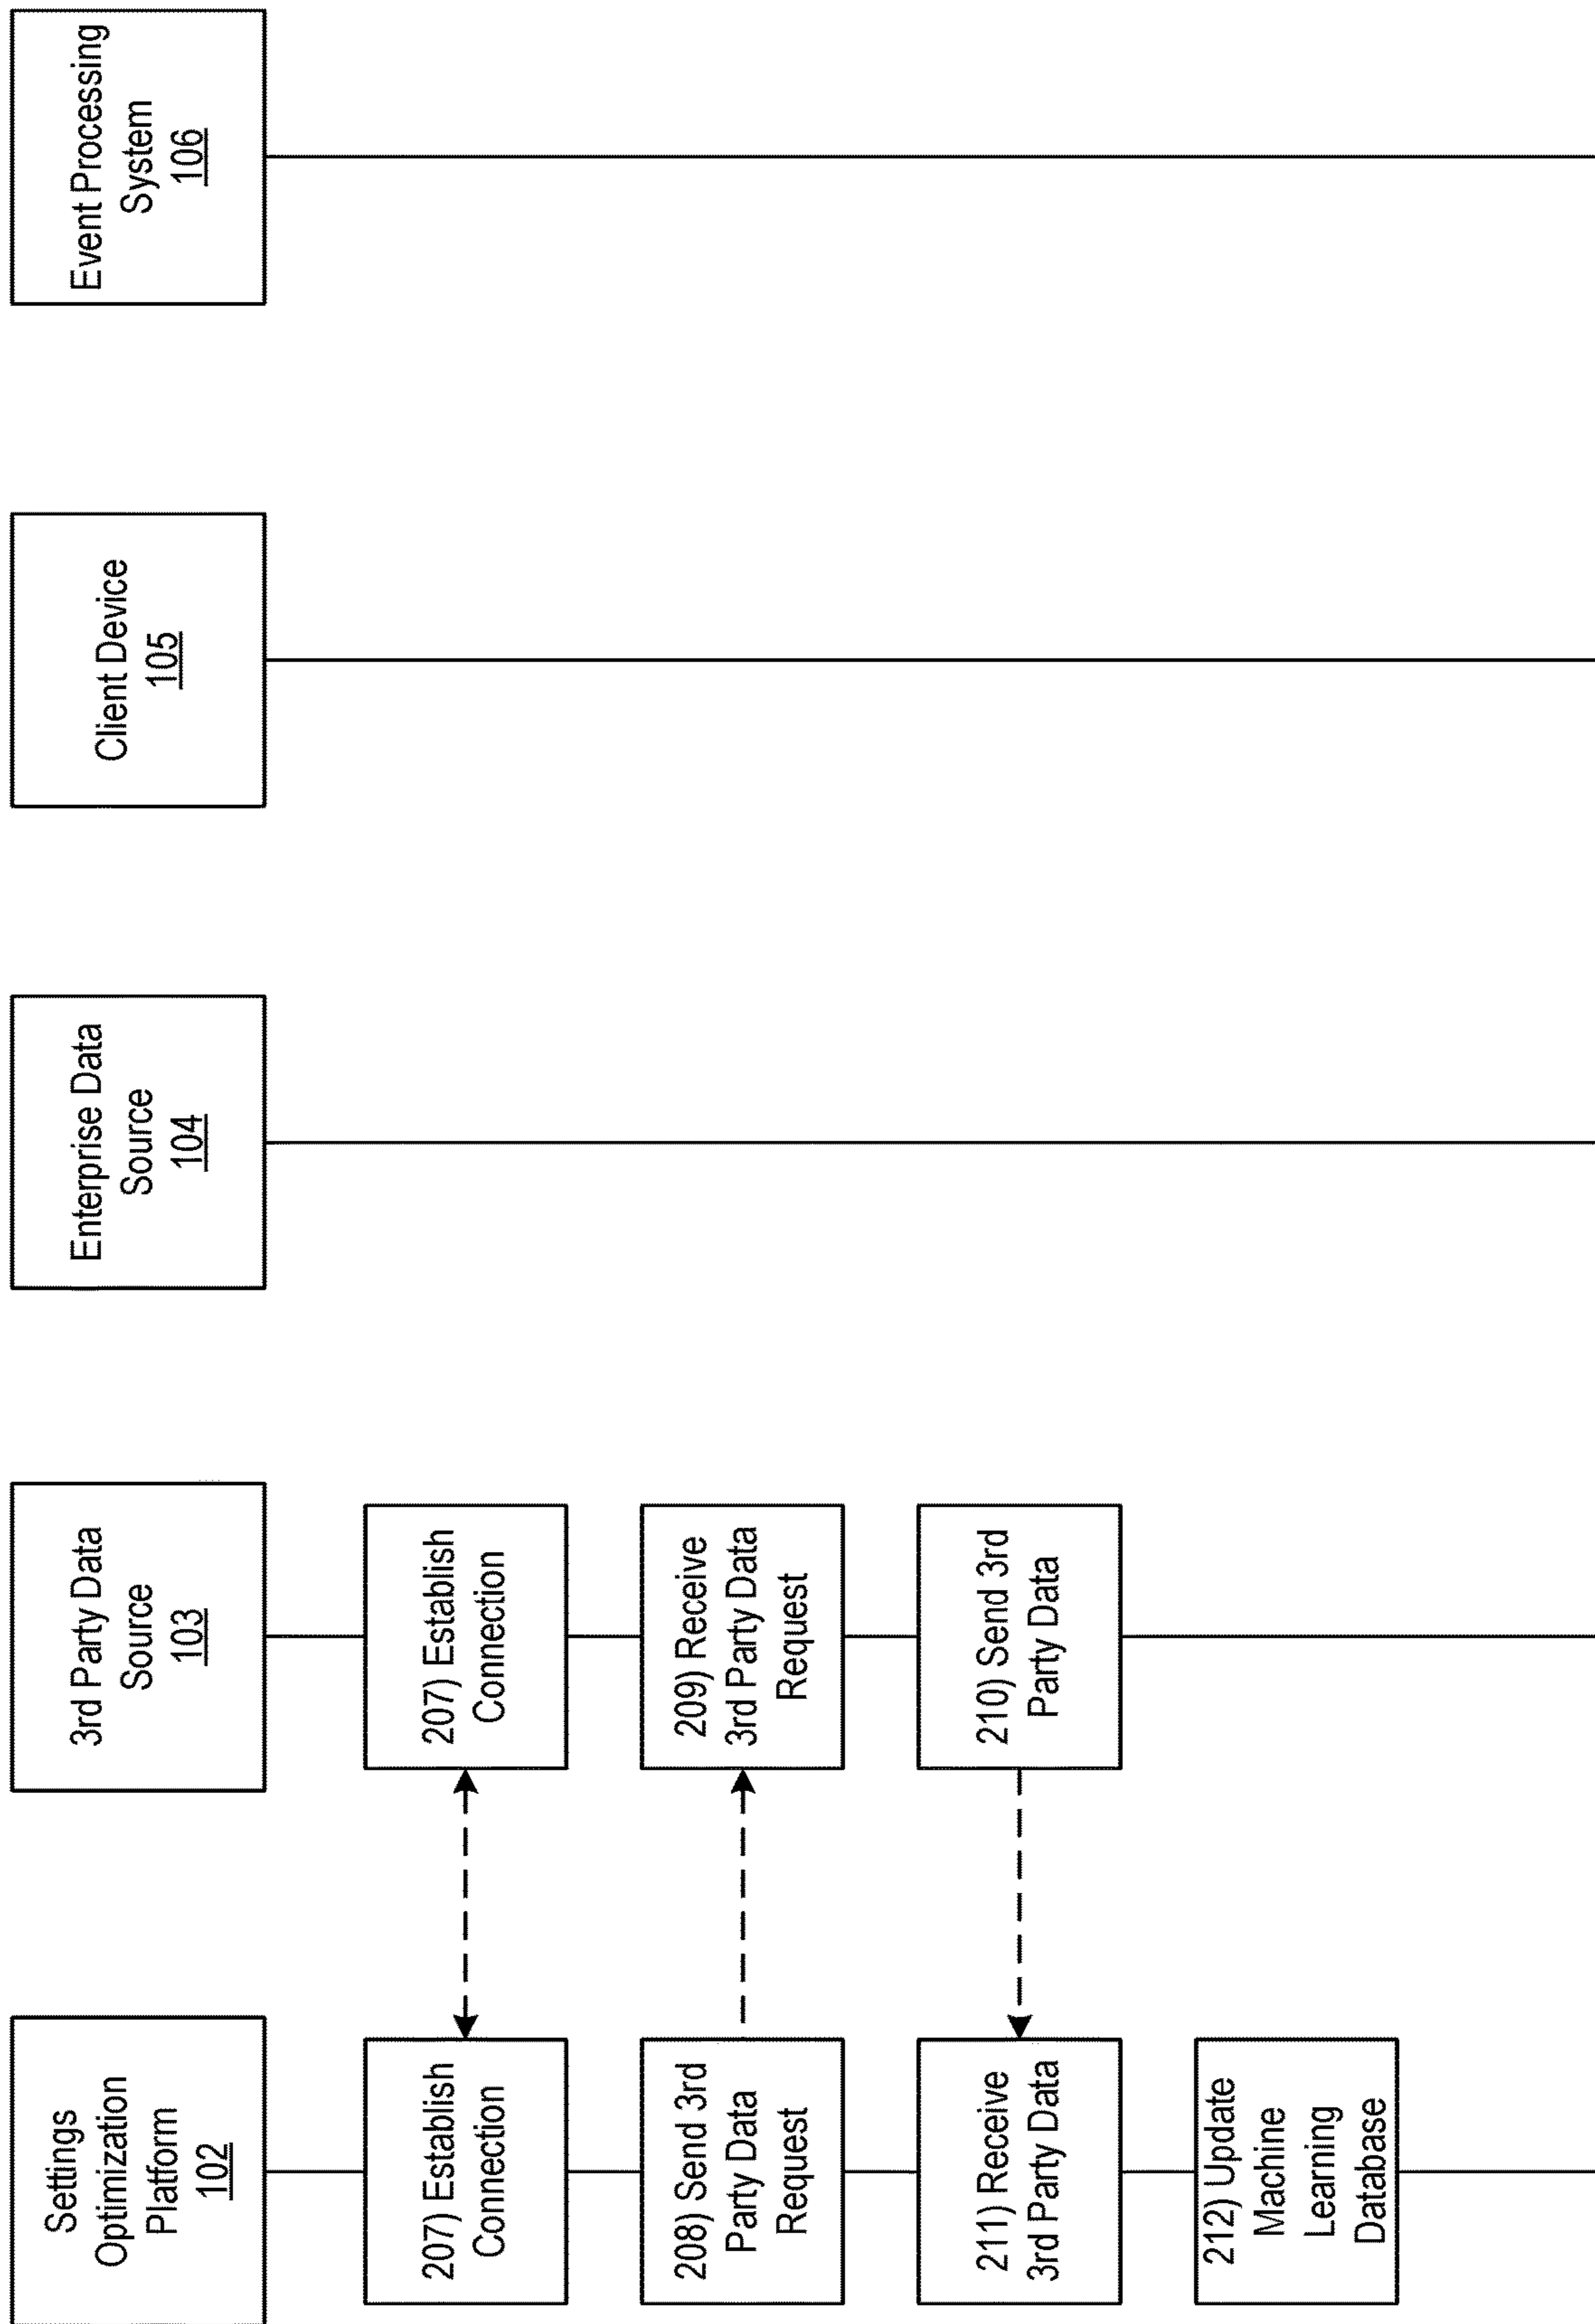 Settings
Optimization
Platform
102
3rd Party Data
Source
103
Enterprise Data
Source
104
Client Device
105
Event Processing
System
106
207) Establish
Connection
207) Establish
Connection
208) Send 3rd
Party Data
Request
209) Receive
3rd Party Data
Request
211) Receive
3rd Party Data
210) Send 3rd
Party Data
212) Update
Machine
Learning
Database